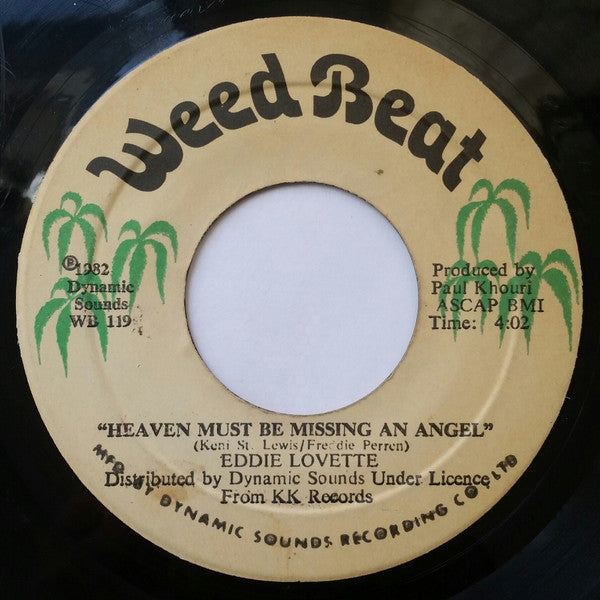 Weed Beat
℗1982
Dynamic
Sounds
WB 119
Produced by
Paul Khouri
ASCAP BMI
Time: 4:02
"HEAVEN MUST BE MISSING AN ANGEL"
(Keni St. Lewis/Freddie Perren)
EDDIE LOVETTE
Distributed by Dynamic Sounds Under Licence
From KK Records
MFG BY DYNAMIC SOUNDS RECORDING CO. LTD